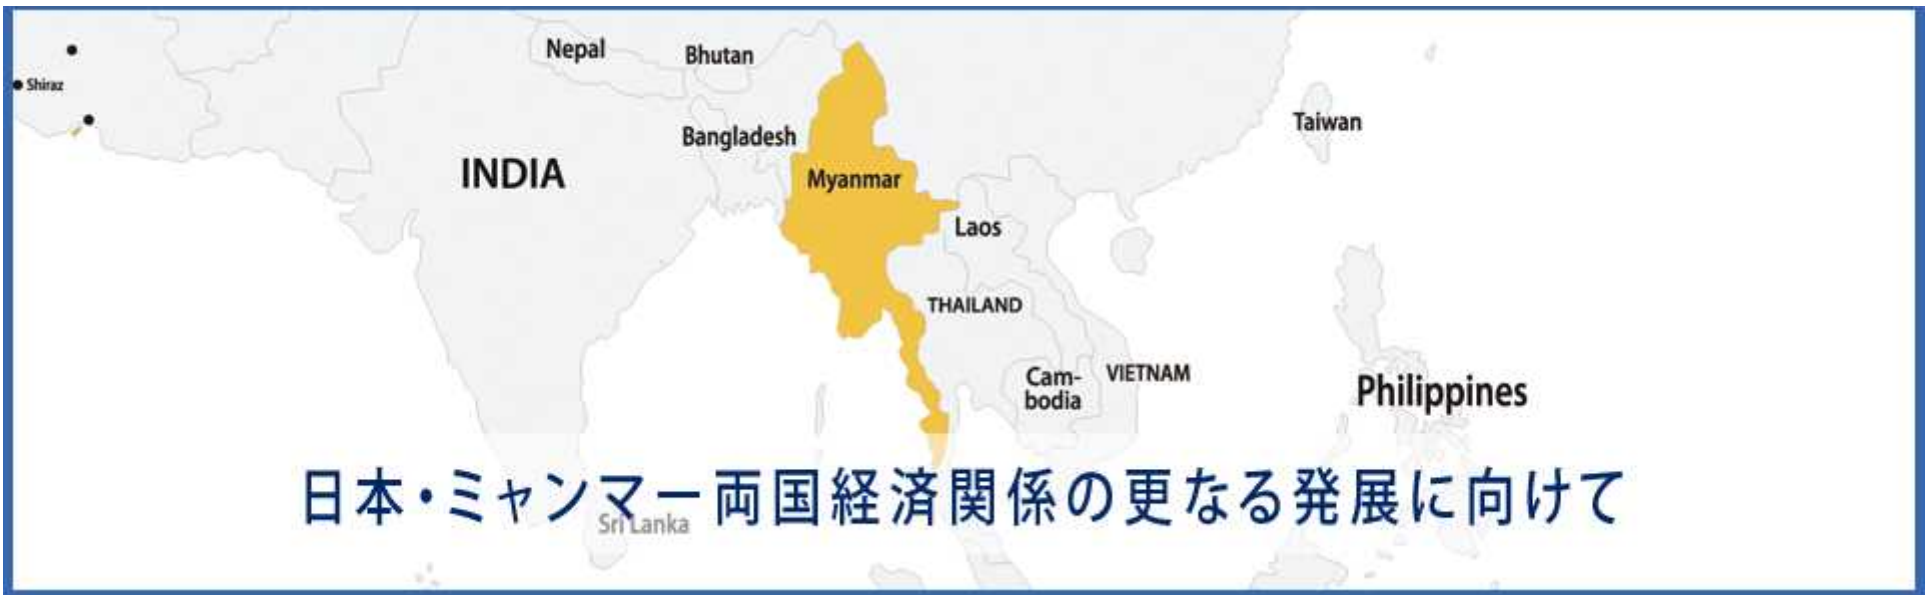 Nepal
Bhutan
Shiraz
Taiwan
Bangladesh
INDIA
Myanmar
Laos
THAILAND
VIETNAM
Cam-
bodia
Philippines
日本・ミャンマー両国経済関係の更なる発展に向けて
Sri Lanka